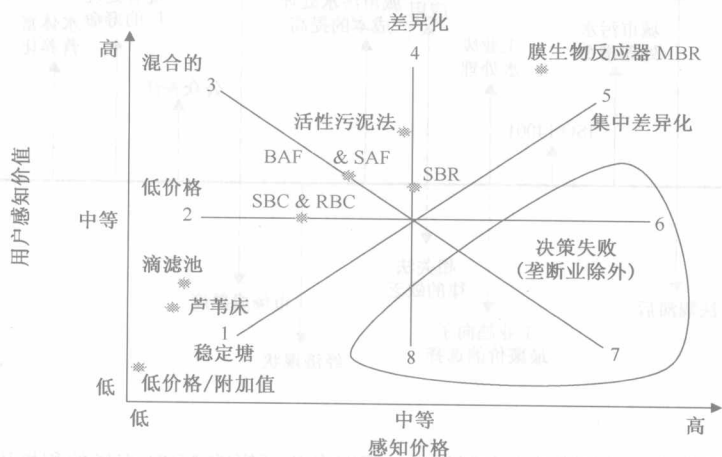 差异化
高
混合的
4
膜生物反应器 MBR
3
5
活性污泥法
集中差异化
BAF & SAF
用户感知价值
低价格
SBR
SBC & RBC
中等
2
6
决策失败
(垄断业除外)
滴滤池
芦苇床
1
稳定塘
8
7
低
低价格/附加值
低
中等
高
感知价格